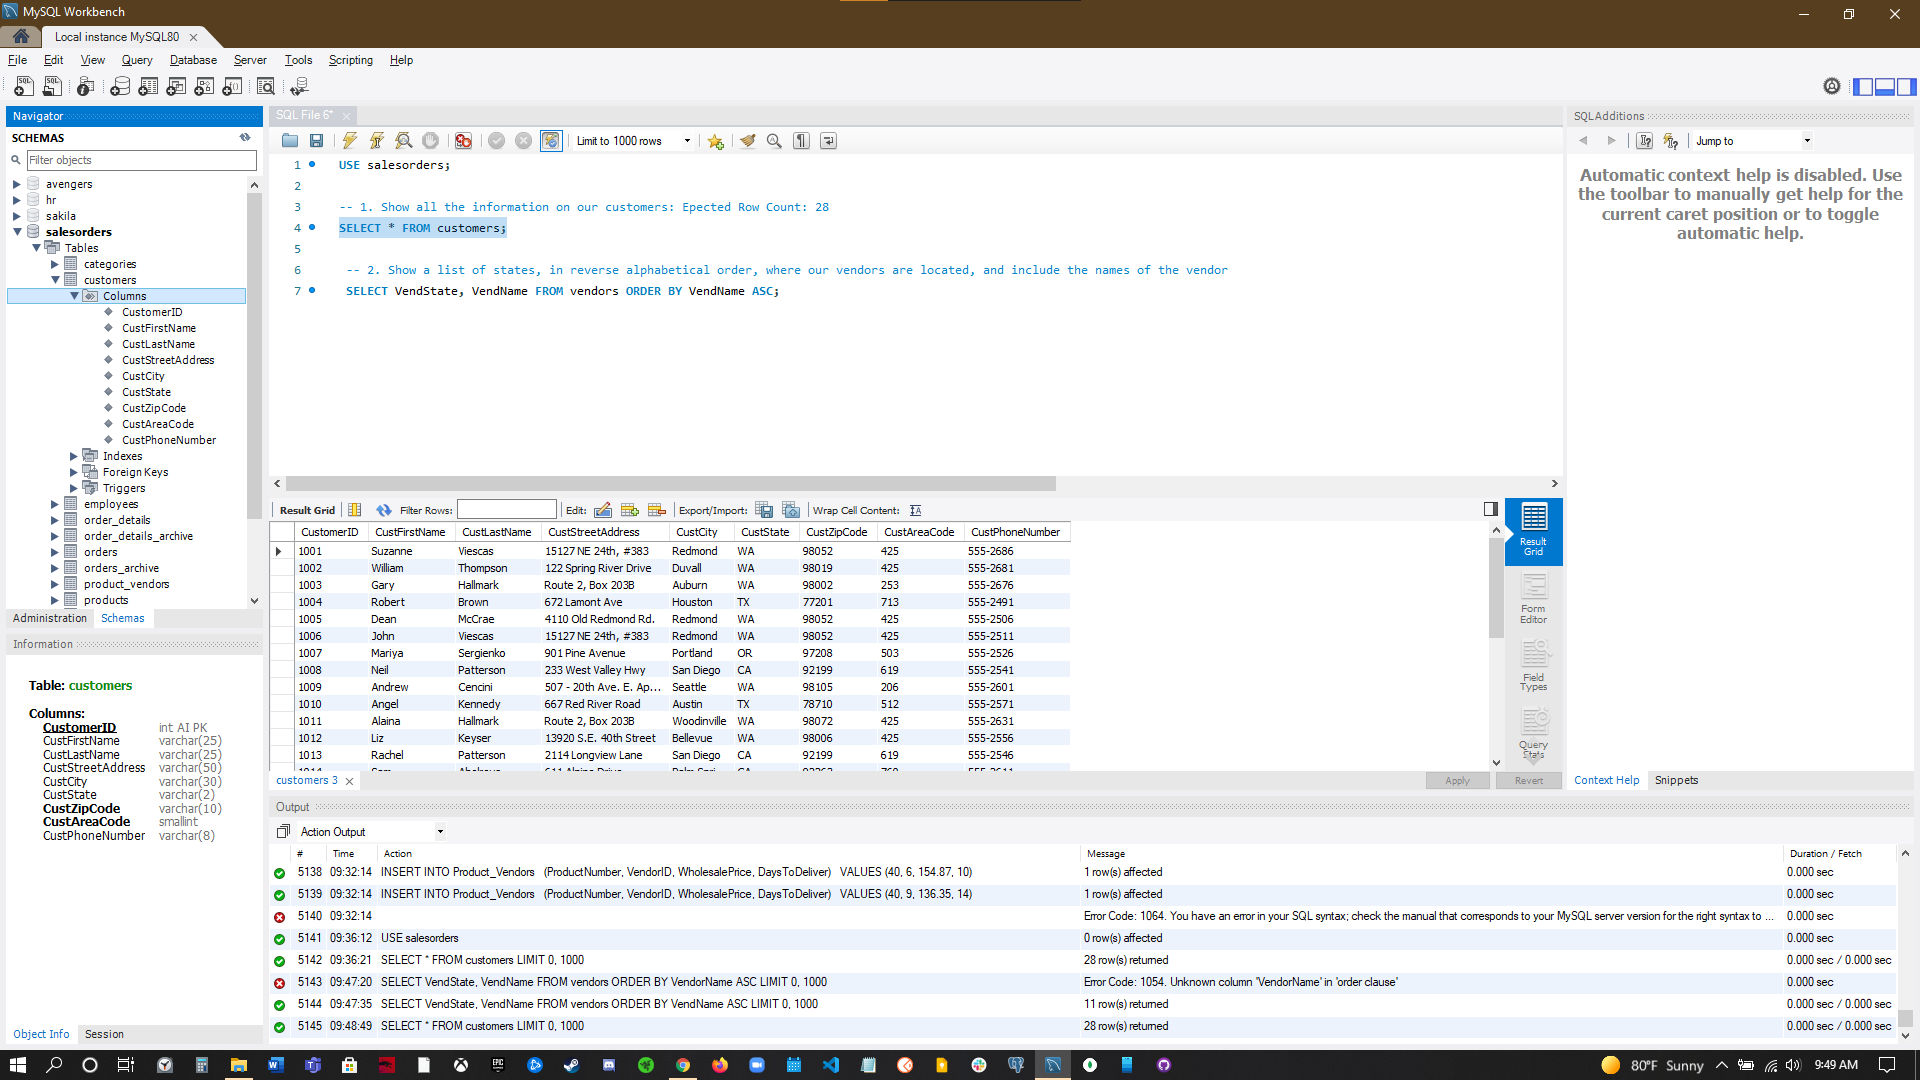 MySQL Workbench
Local instance MySQL80
File Edit View Query Database Server Tools Scripting Help
Navigator
SCHEMAS
Filter objects
avengers
hr
sakila
salesorders
Tables
categories
customers
Columns
CustomerID
CustFirstName
CustLastName
CustStreetAddress
CustCity
CustState
CustZipCode
CustAreaCode
CustPhoneNumber
Indexes
Foreign Keys
Triggers
employees
order_details
order_details_archive
orders
orders_archive
product_vendors
products
Administration Schemas
Information
Table: customers
Columns:
CustomerID int AI PK
CustFirstName varchar(25)
CustLastName varchar(25)
CustStreetAddress varchar(50)
CustCity varchar(30)
CustState varchar(2)
CustZipCode varchar(10)
CustAreaCode smallint
CustPhoneNumber varchar(8)
Object Info Session
SQL File 6*
Limit to 1000 rows
1 USE salesorders;
2
3 -- 1. Show all the information on our customers: Epected Row Count: 28
4 SELECT * FROM customers;
5
6 -- 2. Show a list of states, in reverse alphabetical order, where our vendors are located, and include the names of the vendor
7 SELECT VendState, VendName FROM vendors ORDER BY VendName ASC;
Result Grid Filter Rows: Edit: Export/Import: Wrap Cell Content:
CustomerID CustFirstName CustLastName CustStreetAddress CustCity CustState CustZipCode CustAreaCode CustPhoneNumber
1001 Suzanne Viescas 15127 NE 24th, #383 Redmond WA 98052 425 555-2686
1002 William Thompson 122 Spring River Drive Duvall WA 98019 425 555-2681
1003 Gary Hallmark Route 2, Box 203B Auburn WA 98002 253 555-2676
1004 Robert Brown 672 Lamont Ave Houston TX 77201 713 555-2491
1005 Dean McCrae 4110 Old Redmond Rd. Redmond WA 98052 425 555-2506
1006 John Viescas 15127 NE 24th, #383 Redmond WA 98052 425 555-2511
1007 Mariya Sergienko 901 Pine Avenue Portland OR 97208 503 555-2526
1008 Neil Patterson 233 West Valley Hwy San Diego CA 92199 619 555-2541
1009 Andrew Cencini 507 - 20th Ave. E. Ap... Seattle WA 98105 206 555-2601
1010 Angel Kennedy 667 Red River Road Austin TX 78710 512 555-2571
1011 Alaina Hallmark Route 2, Box 203B Woodinville WA 98072 425 555-2631
1012 Liz Keyser 13920 S.E. 40th Street Bellevue WA 98006 425 555-2556
1013 Rachel Patterson 2114 Longview Lane San Diego CA 92199 619 555-2546
Result Grid
Form Editor
Field Types
Query Stats
customers 3
Apply Revert
Output
Action Output
# Time Action Message Duration / Fetch
5138 09:32:14 INSERT INTO Product_Vendors (ProductNumber, VendorID, WholesalePrice, DaysToDeliver) VALUES (40, 6, 154.87, 10) 1 row(s) affected 0.000 sec
5139 09:32:14 INSERT INTO Product_Vendors (ProductNumber, VendorID, WholesalePrice, DaysToDeliver) VALUES (40, 9, 136.35, 14) 1 row(s) affected 0.000 sec
5140 09:32:14 Error Code: 1064. You have an error in your SQL syntax; check the manual that corresponds to your MySQL server version for the right syntax to ... 0.000 sec
5141 09:36:12 USE salesorders 0 row(s) affected 0.000 sec
5142 09:36:21 SELECT * FROM customers LIMIT 0, 1000 28 row(s) returned 0.000 sec / 0.000 sec
5143 09:47:20 SELECT VendState, VendName FROM vendors ORDER BY VendorName ASC LIMIT 0, 1000 Error Code: 1054. Unknown column 'VendorName' in 'order clause' 0.000 sec
5144 09:47:35 SELECT VendState, VendName FROM vendors ORDER BY VendName ASC LIMIT 0, 1000 11 row(s) returned 0.000 sec / 0.000 sec
5145 09:48:49 SELECT * FROM customers LIMIT 0, 1000 28 row(s) returned 0.000 sec / 0.000 sec
SQLAdditions
Jump to
Automatic context help is disabled. Use
the toolbar to manually get help for the
current caret position or to toggle
automatic help.
Context Help Snippets
80°F Sunny 9:49 AM